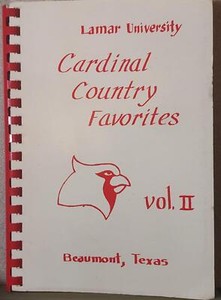 Lamar University
Cardinal
Country
Favorites
vol. II
Beaumont, Texas